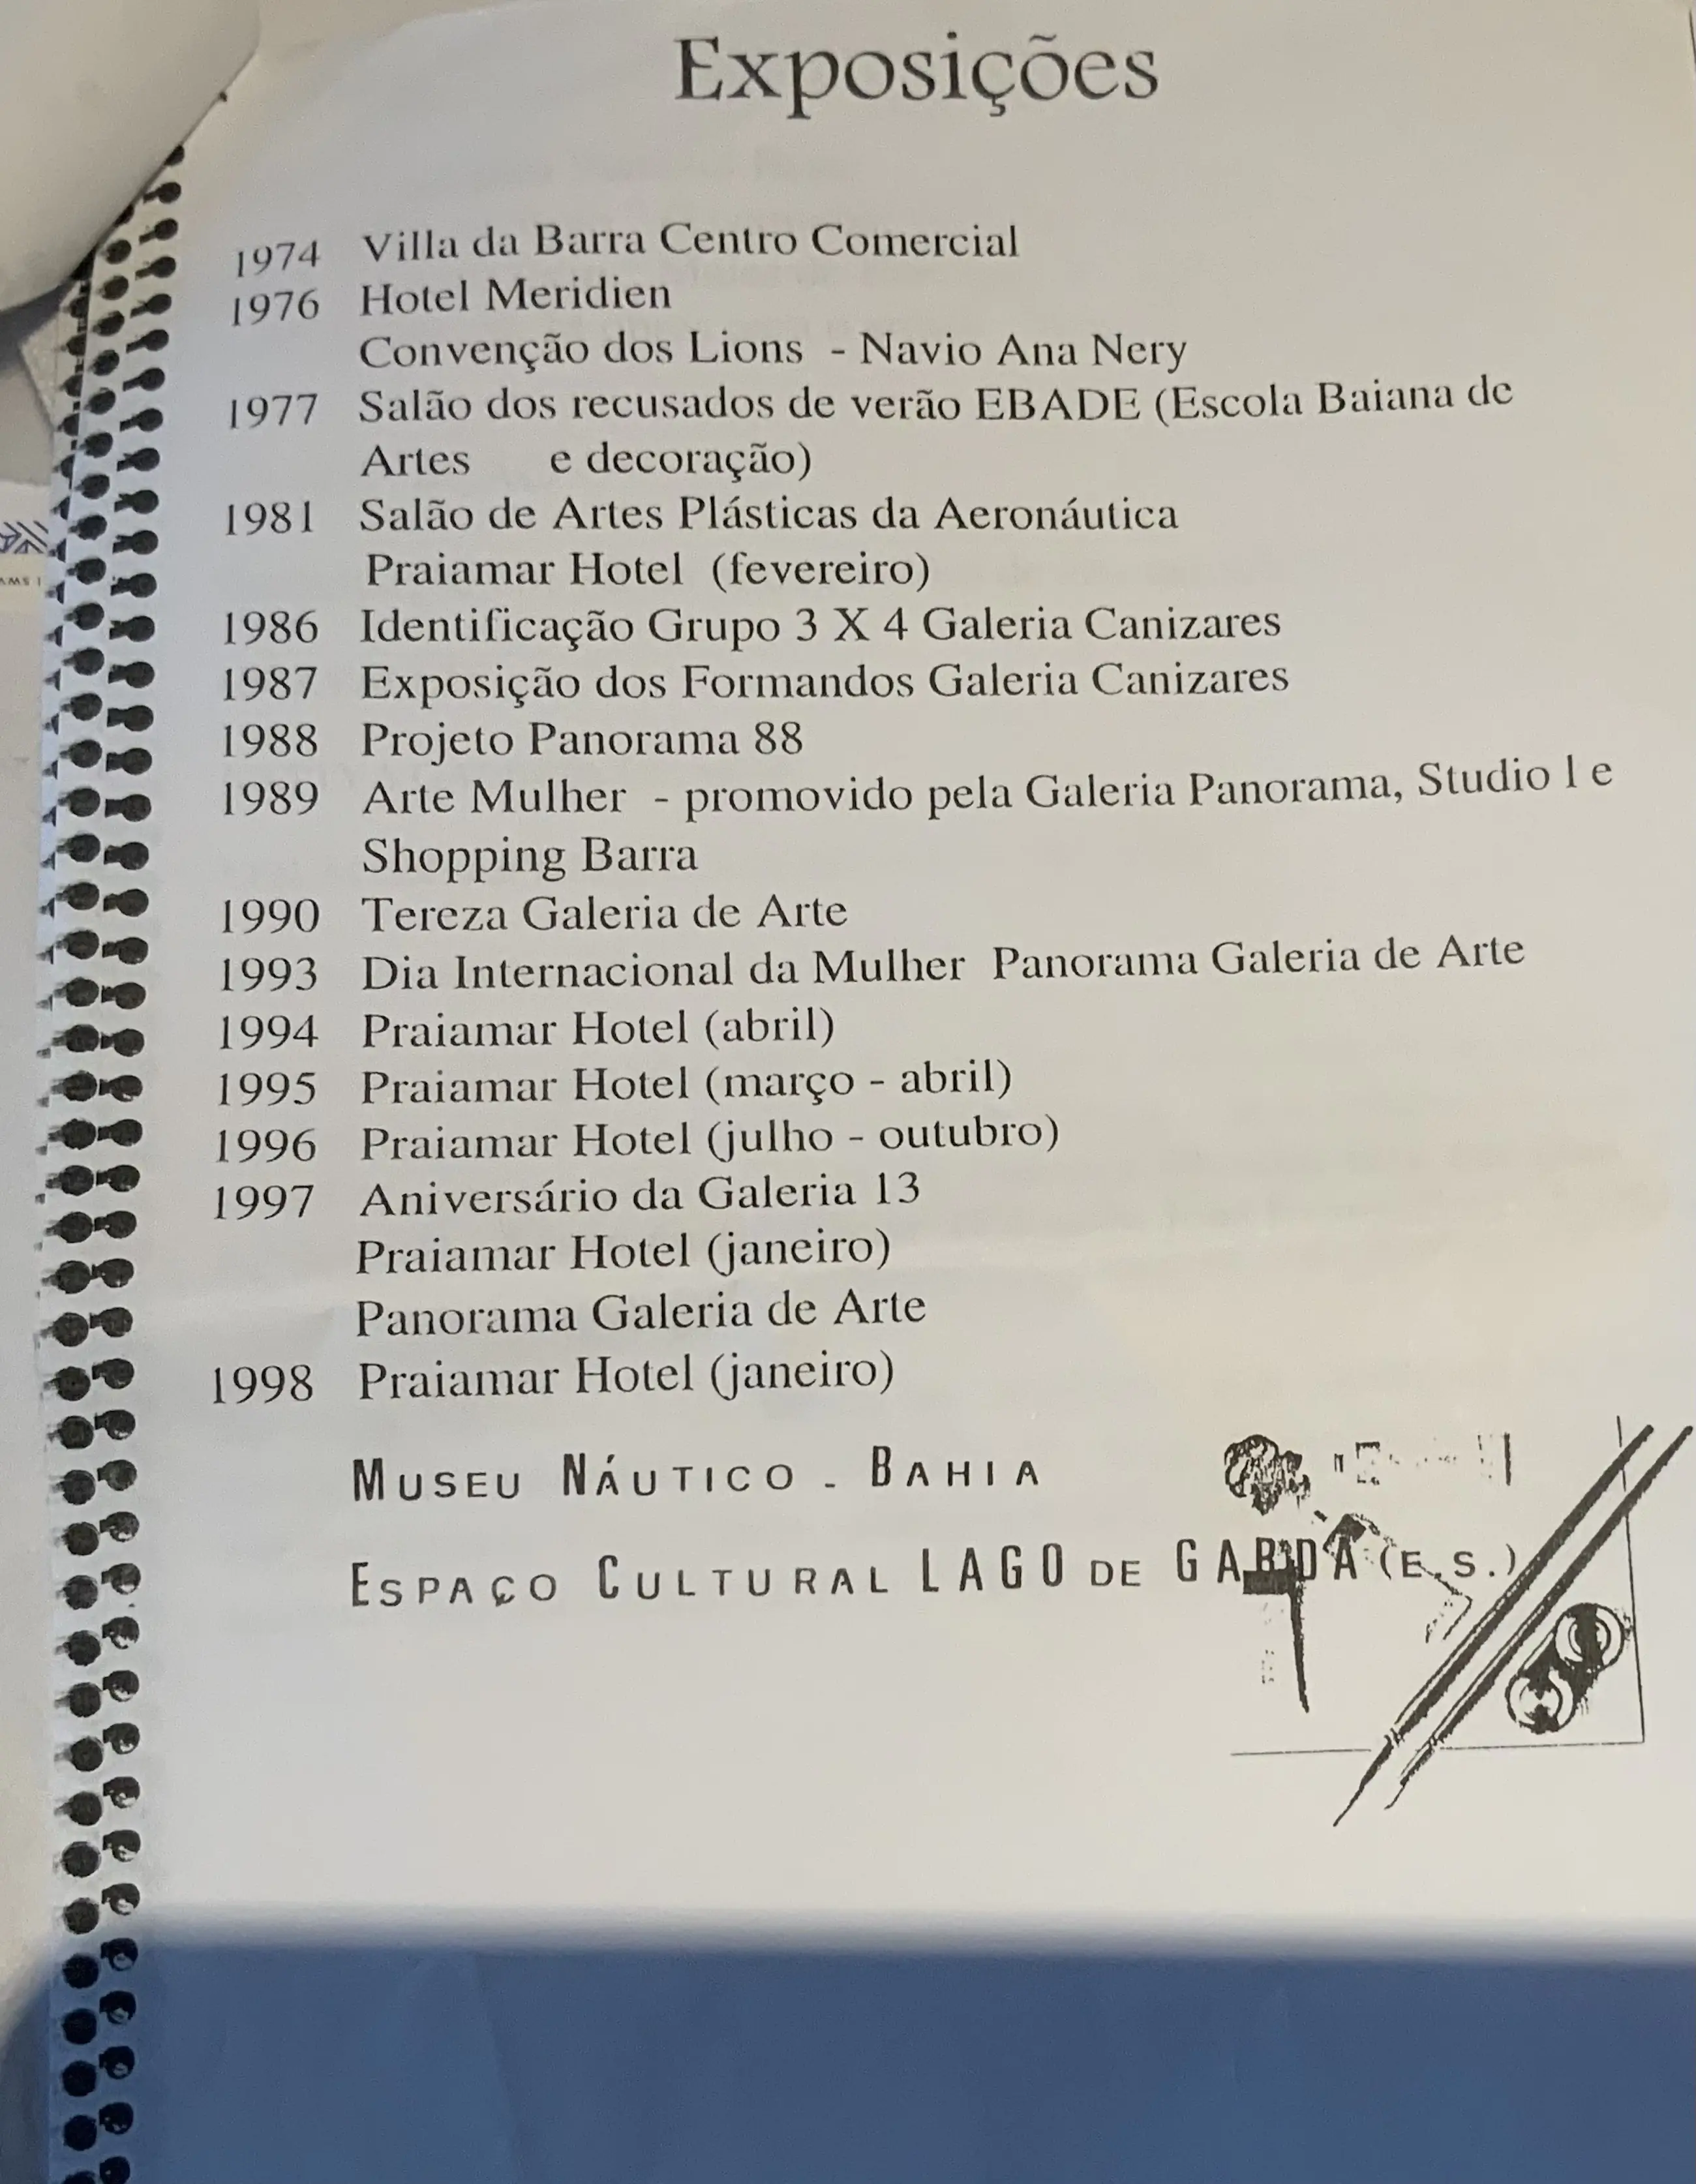 Exposições
1974 Villa da Barra Centro Comercial
1976 Hotel Meridien
Convenção dos Lions - Navio Ana Nery
1977 Salão dos recusados de verão EBADE (Escola Baiana de
Artes e decoração)
1981 Salão de Artes Plásticas da Aeronáutica
Praiamar Hotel (fevereiro)
1986 Identificação Grupo 3 X 4 Galeria Canizares
1987 Exposição dos Formandos Galeria Canizares
1988 Projeto Panorama 88
1989 Arte Mulher - promovido pela Galeria Panorama, Studio I e
Shopping Barra
1990 Tereza Galeria de Arte
1993 Dia Internacional da Mulher Panorama Galeria de Arte
1994 Praiamar Hotel (abril)
1995 Praiamar Hotel (março - abril)
1996 Praiamar Hotel (julho - outubro)
1997 Aniversário da Galeria 13
Praiamar Hotel (janeiro)
Panorama Galeria de Arte
1998 Praiamar Hotel (janeiro)
MUSEU NÁUTICO - BAHIA
ESPAÇO CULTURAL LAGO DE GARDA (E.S.)